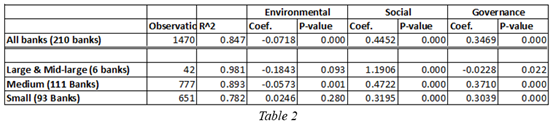 Environmental Social Governance
Observatio R^2 Coef. P-value Coef. P-value Coef. P-value
All banks (210 banks) 1470 0.847 -0.0718 0.000 0.4452 0.000 0.3469 0.000
Large & Mid-large (6 banks) 42 0.981 -0.1843 0.093 1.1906 0.000 -0.0228 0.022
Medium (111 Banks) 777 0.893 -0.0573 0.001 0.4722 0.000 0.3710 0.000
Small (93 Banks) 651 0.782 0.0246 0.280 0.3195 0.000 0.3039 0.000
Table 2